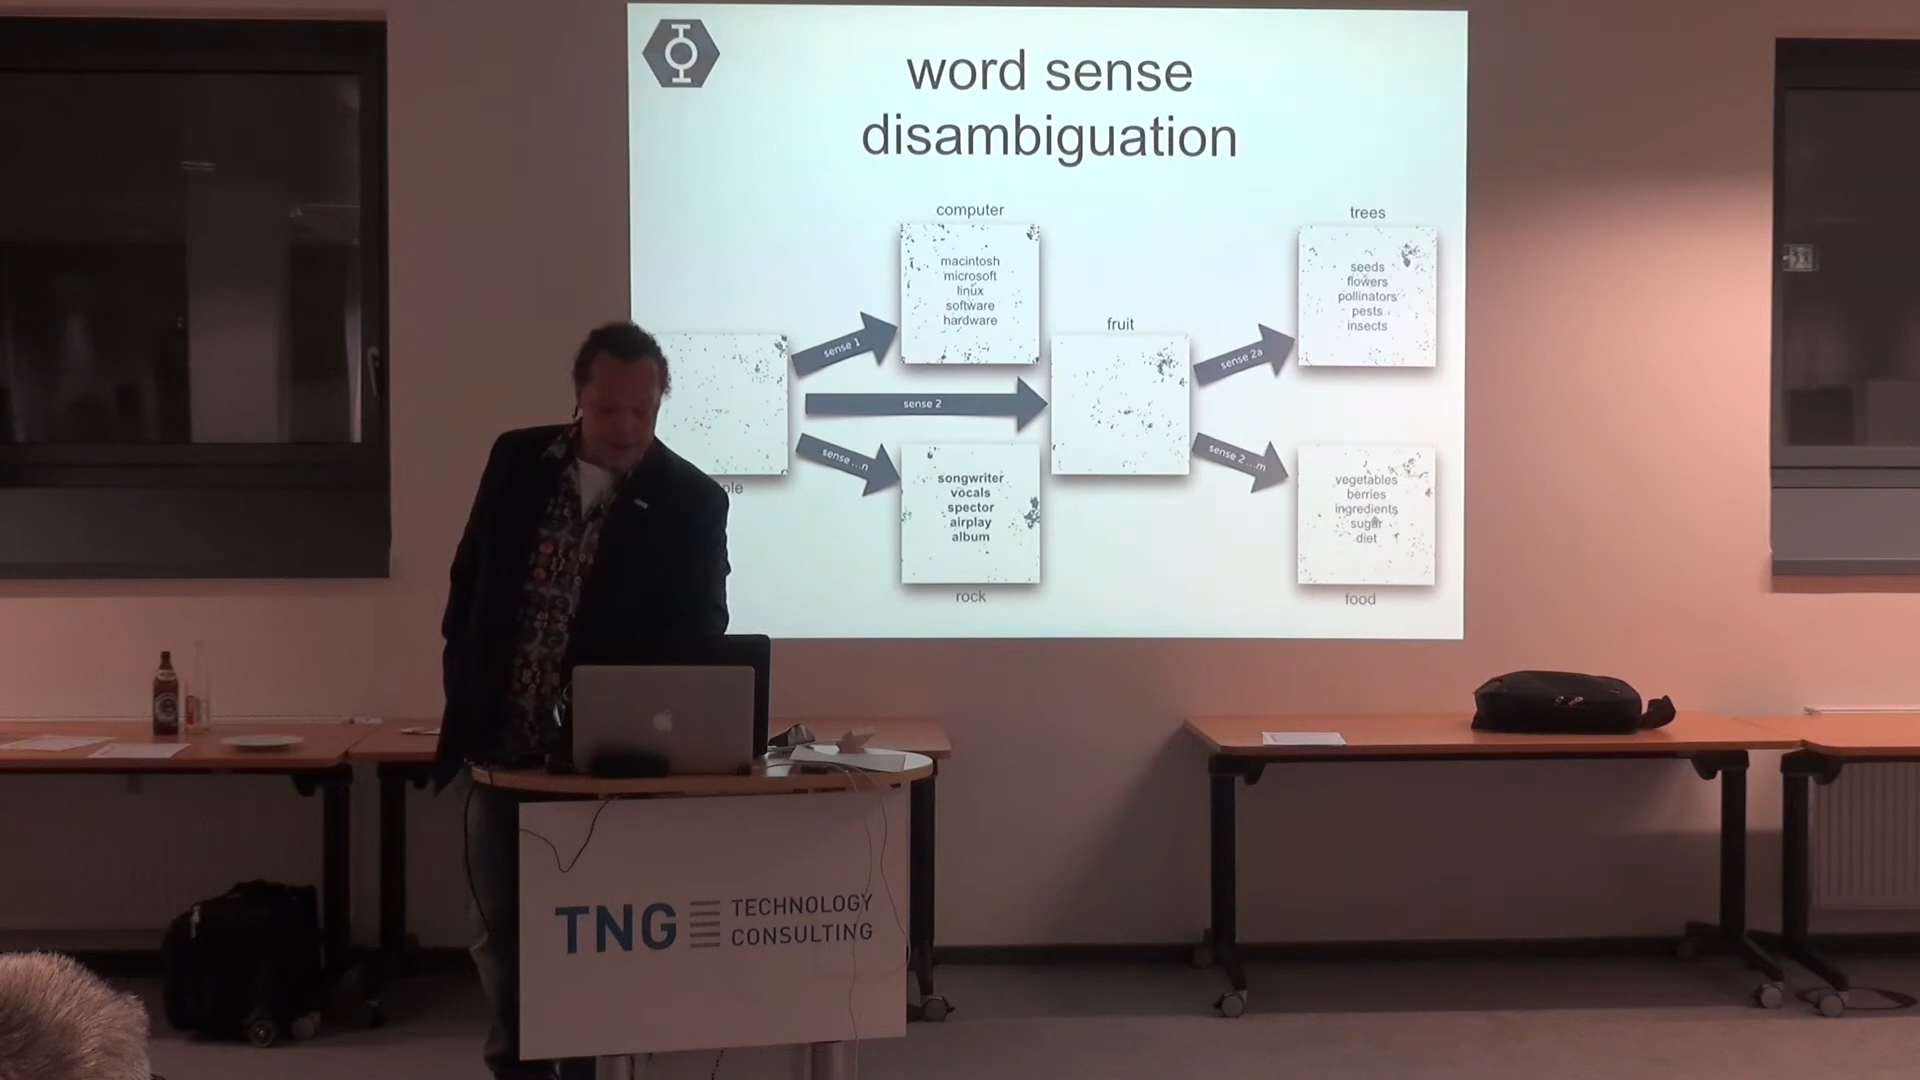 word sense
disambiguation
computer
macintosh
microsoft
linux
software
hardware
trees
seeds
flowers
pollinators
pests
insects
fruit
sense 1
sense 2
sense ...n
sense 2a
sense 2 ...m
ple
songwriter
vocals
spector
airplay
album
rock
vegetables
berries
ingredients
sugar
diet
food
TNG TECHNOLOGY
CONSULTING